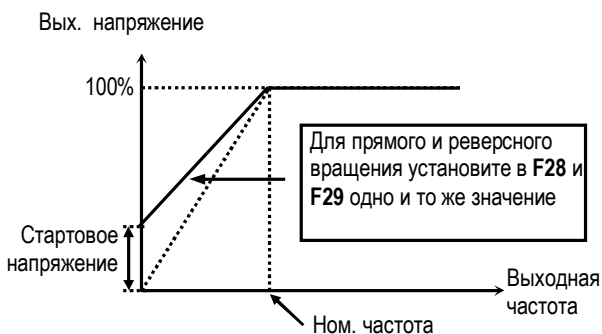 Вых. напряжение
100%
Для прямого и реверсного
вращения установите в F28 и
F29 одно и то же значение
Стартовое
напряжение
Выходная
частота
Ном. частота